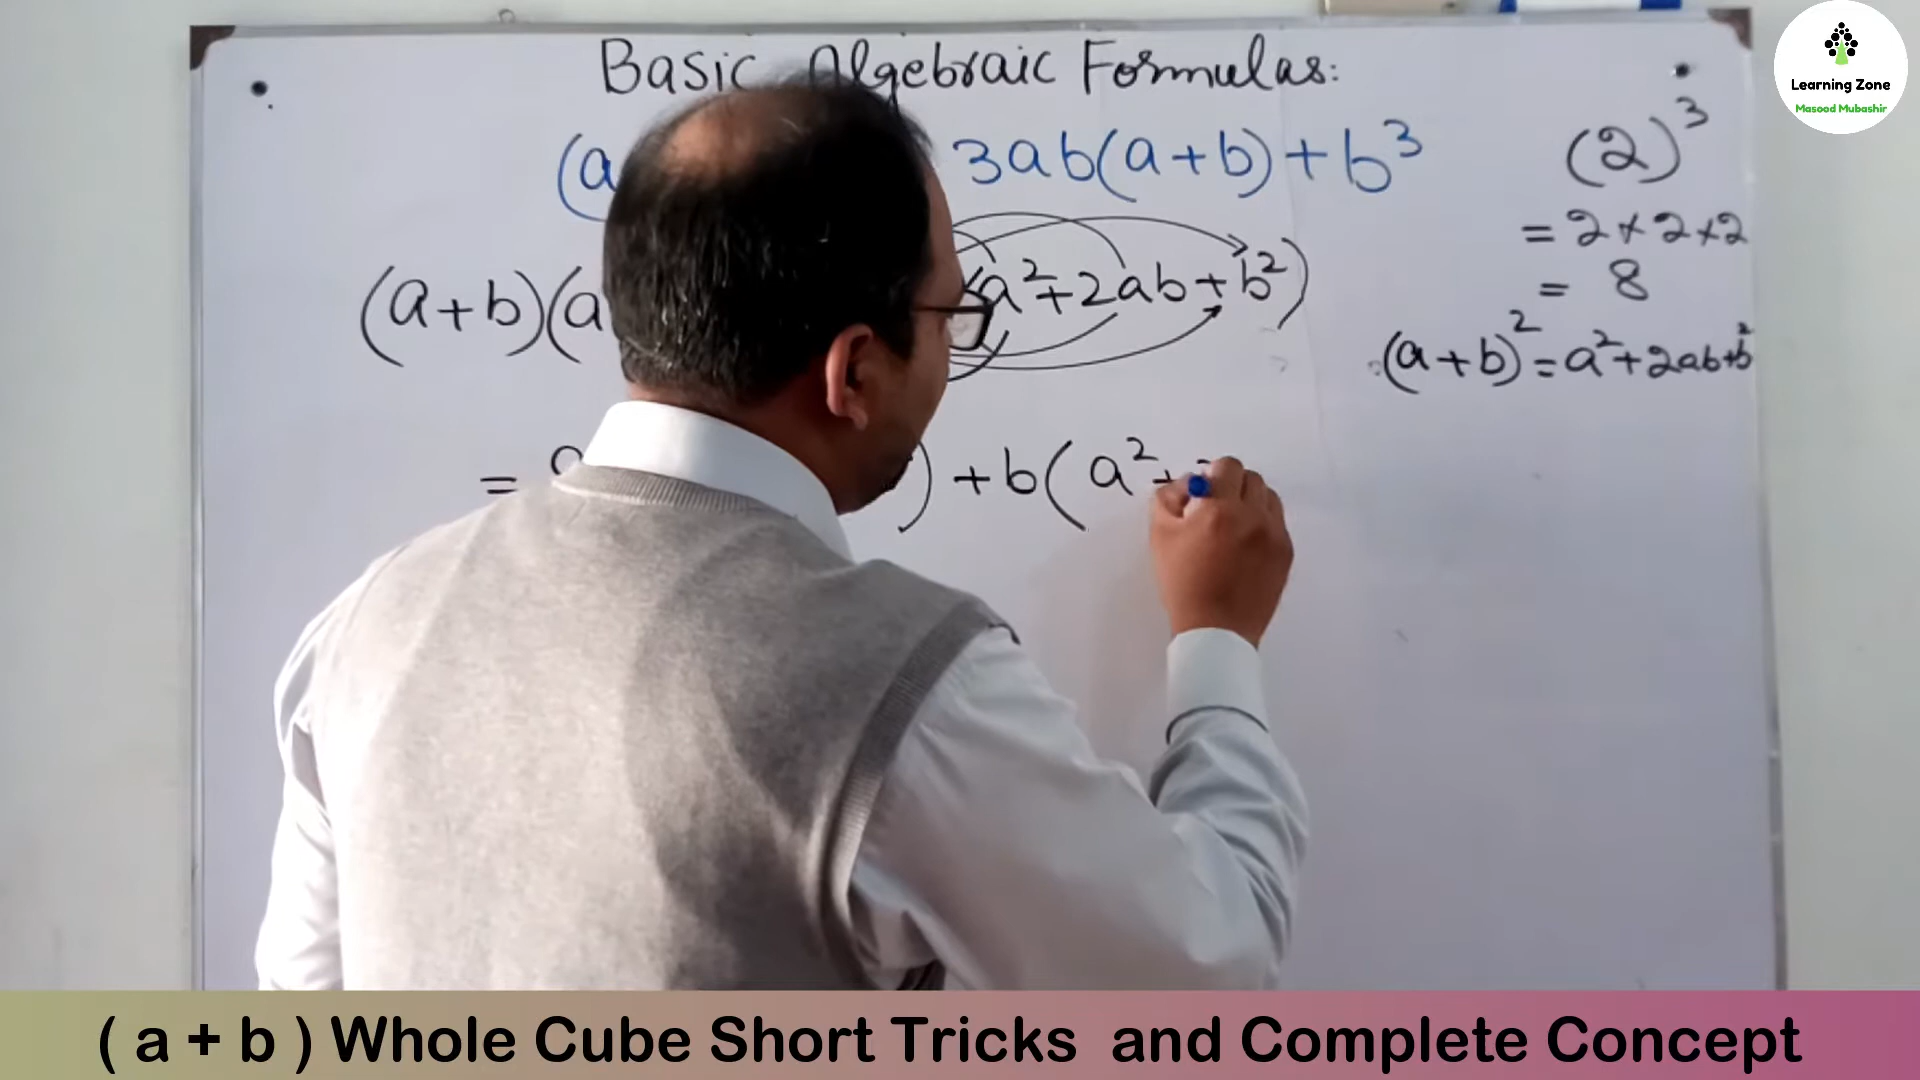 Basic Algebraic Formulas:
(a 3ab(a+b)+b³
(a+b)(a (a²+2ab+b²)
= a ) +b( a²+
(2)³
= 2×2×2
= 8
(a+b)²=a²+2ab+b²
Learning Zone
Masood Mubashir
( a + b ) Whole Cube Short Tricks and Complete Concept